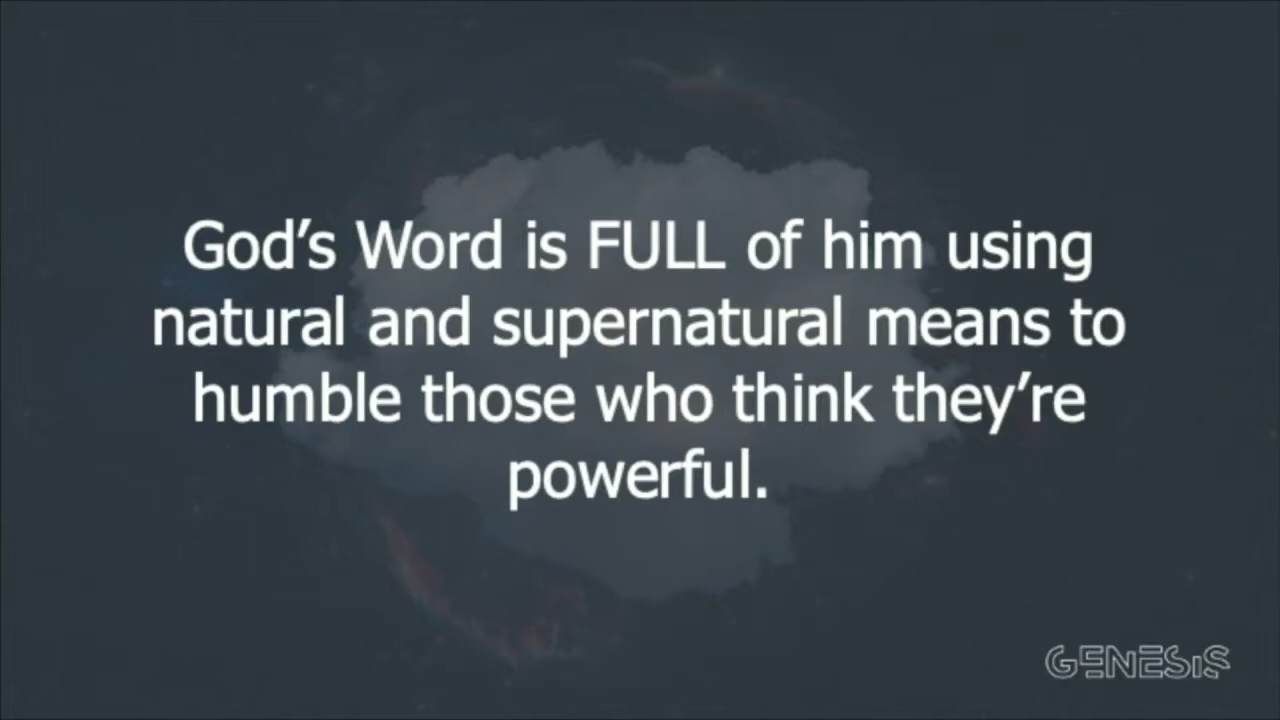 God’s Word is FULL of him using
natural and supernatural means to
humble those who think they’re
powerful.
GENESIS